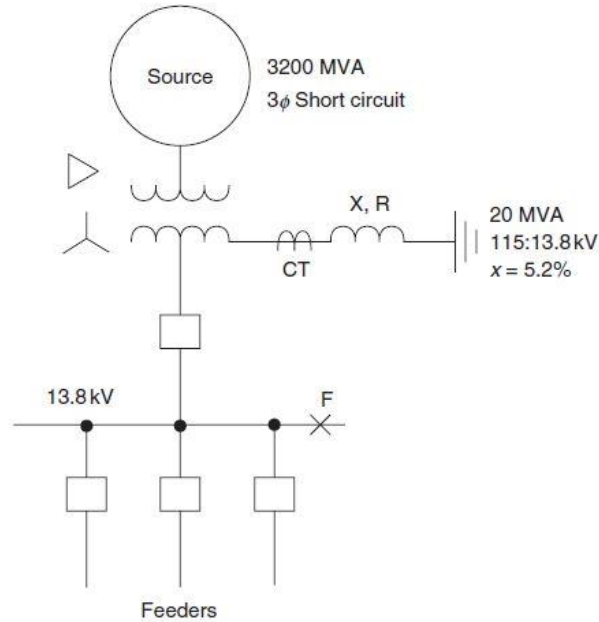 Source
3200 MVA
3ϕ Short circuit
X, R
CT
20 MVA
115:13.8 kV
x = 5.2%
13.8 kV
F
Feeders